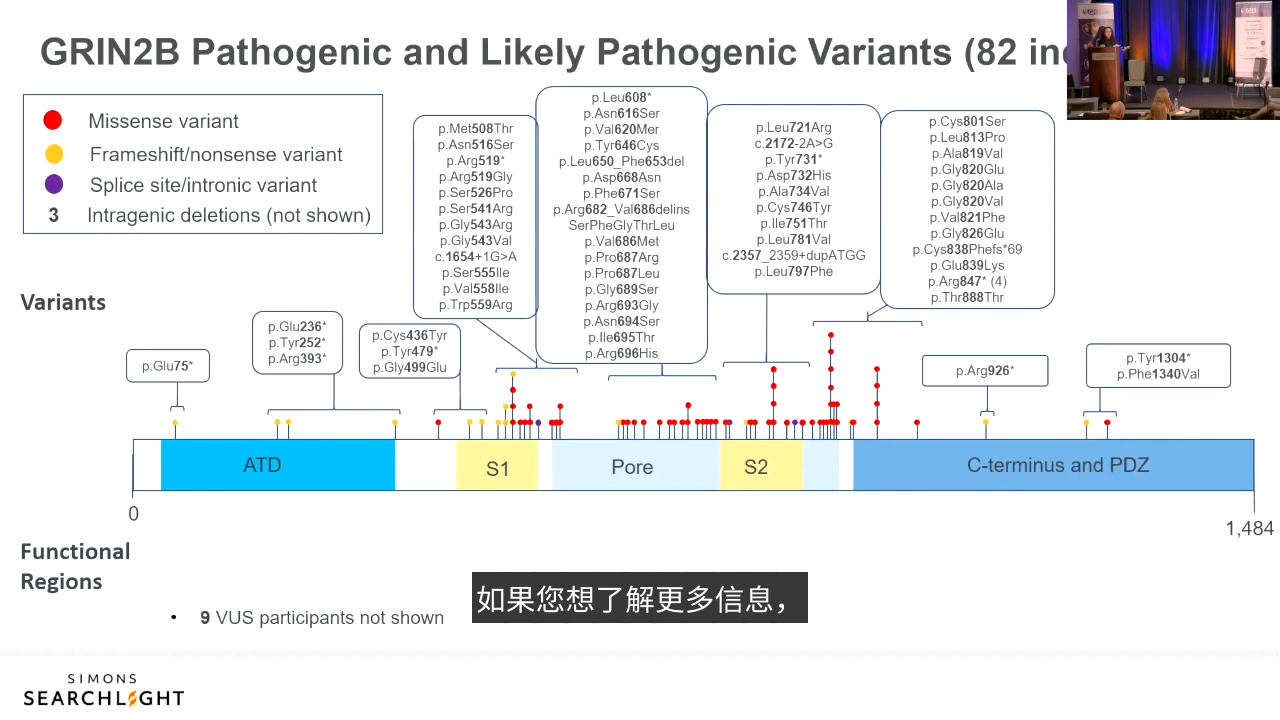 GRIN2B Pathogenic and Likely Pathogenic Variants (82 in
Missense variant
Frameshift/nonsense variant
Splice site/intronic variant
3 Intragenic deletions (not shown)
Variants
p.Glu75*
p.Glu236*
p.Tyr252*
p.Arg393*
p.Cys436Tyr
p.Tyr479*
p.Gly499Glu
p.Met508Thr
p.Asn516Ser
p.Arg519*
p.Arg519Gly
p.Ser526Pro
p.Ser541Arg
p.Gly543Arg
p.Gly543Val
c.1654+1G>A
p.Ser555Ile
p.Val558Ile
p.Trp559Arg
p.Leu608*
p.Asn616Ser
p.Val620Mer
p.Tyr646Cys
p.Leu650_Phe653del
p.Asp668Asn
p.Phe671Ser
p.Arg682_Val686delins
SerPheGlyThrLeu
p.Val686Met
p.Pro687Arg
p.Pro687Leu
p.Gly689Ser
p.Arg693Gly
p.Asn694Ser
p.Ile695Thr
p.Arg696His
p.Leu721Arg
c.2172-2A>G
p.Tyr731*
p.Asp732His
p.Ala734Val
p.Cys746Tyr
p.Ile751Thr
p.Leu781Val
c.2357_2359+dupATGG
p.Leu797Phe
p.Cys801Ser
p.Leu813Pro
p.Ala819Val
p.Gly820Glu
p.Gly820Ala
p.Gly820Val
p.Val821Phe
p.Gly826Glu
p.Cys838Phefs*69
p.Glu839Lys
p.Arg847* (4)
p.Thr888Thr
p.Arg926*
p.Tyr1304*
p.Phe1340Val
ATD
S1
Pore
S2
C-terminus and PDZ
0
1,484
Functional
Regions
• 9 VUS participants not shown
如果您想了解更多信息，
SIMONS
SEARCHLIGHT